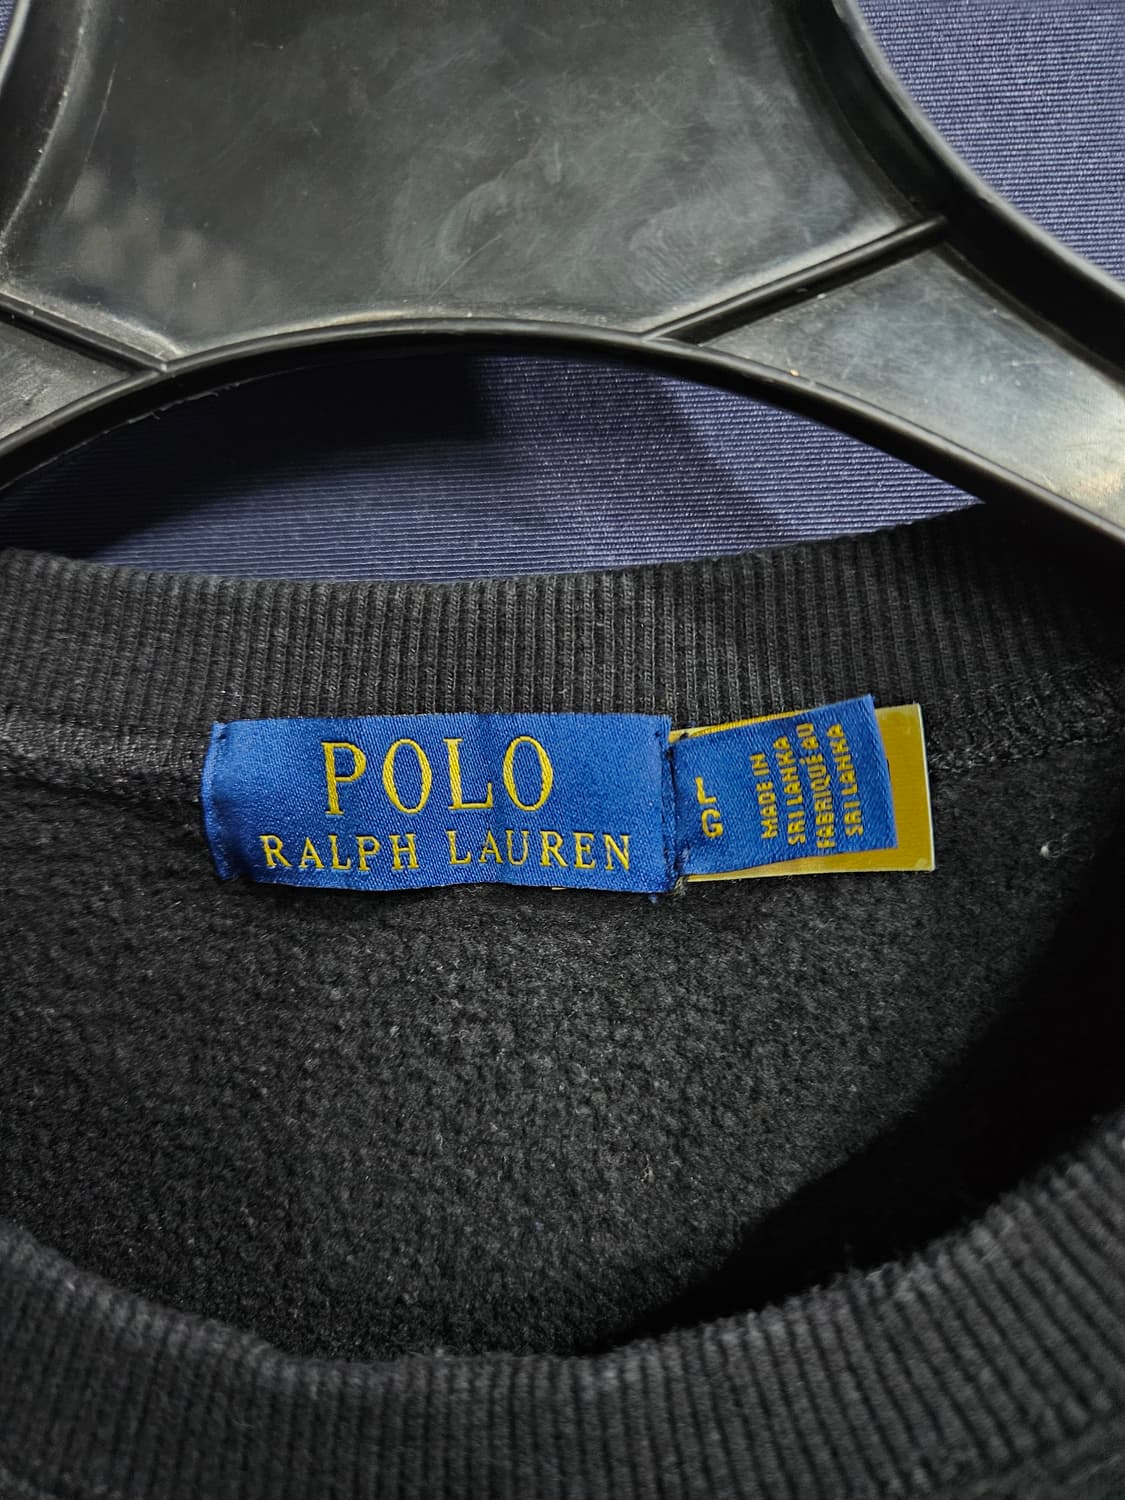 POLO
RALPH LAUREN
L
G
MADE IN
SRI LANKA
FABRIQUÉ AU
SRI LANKA